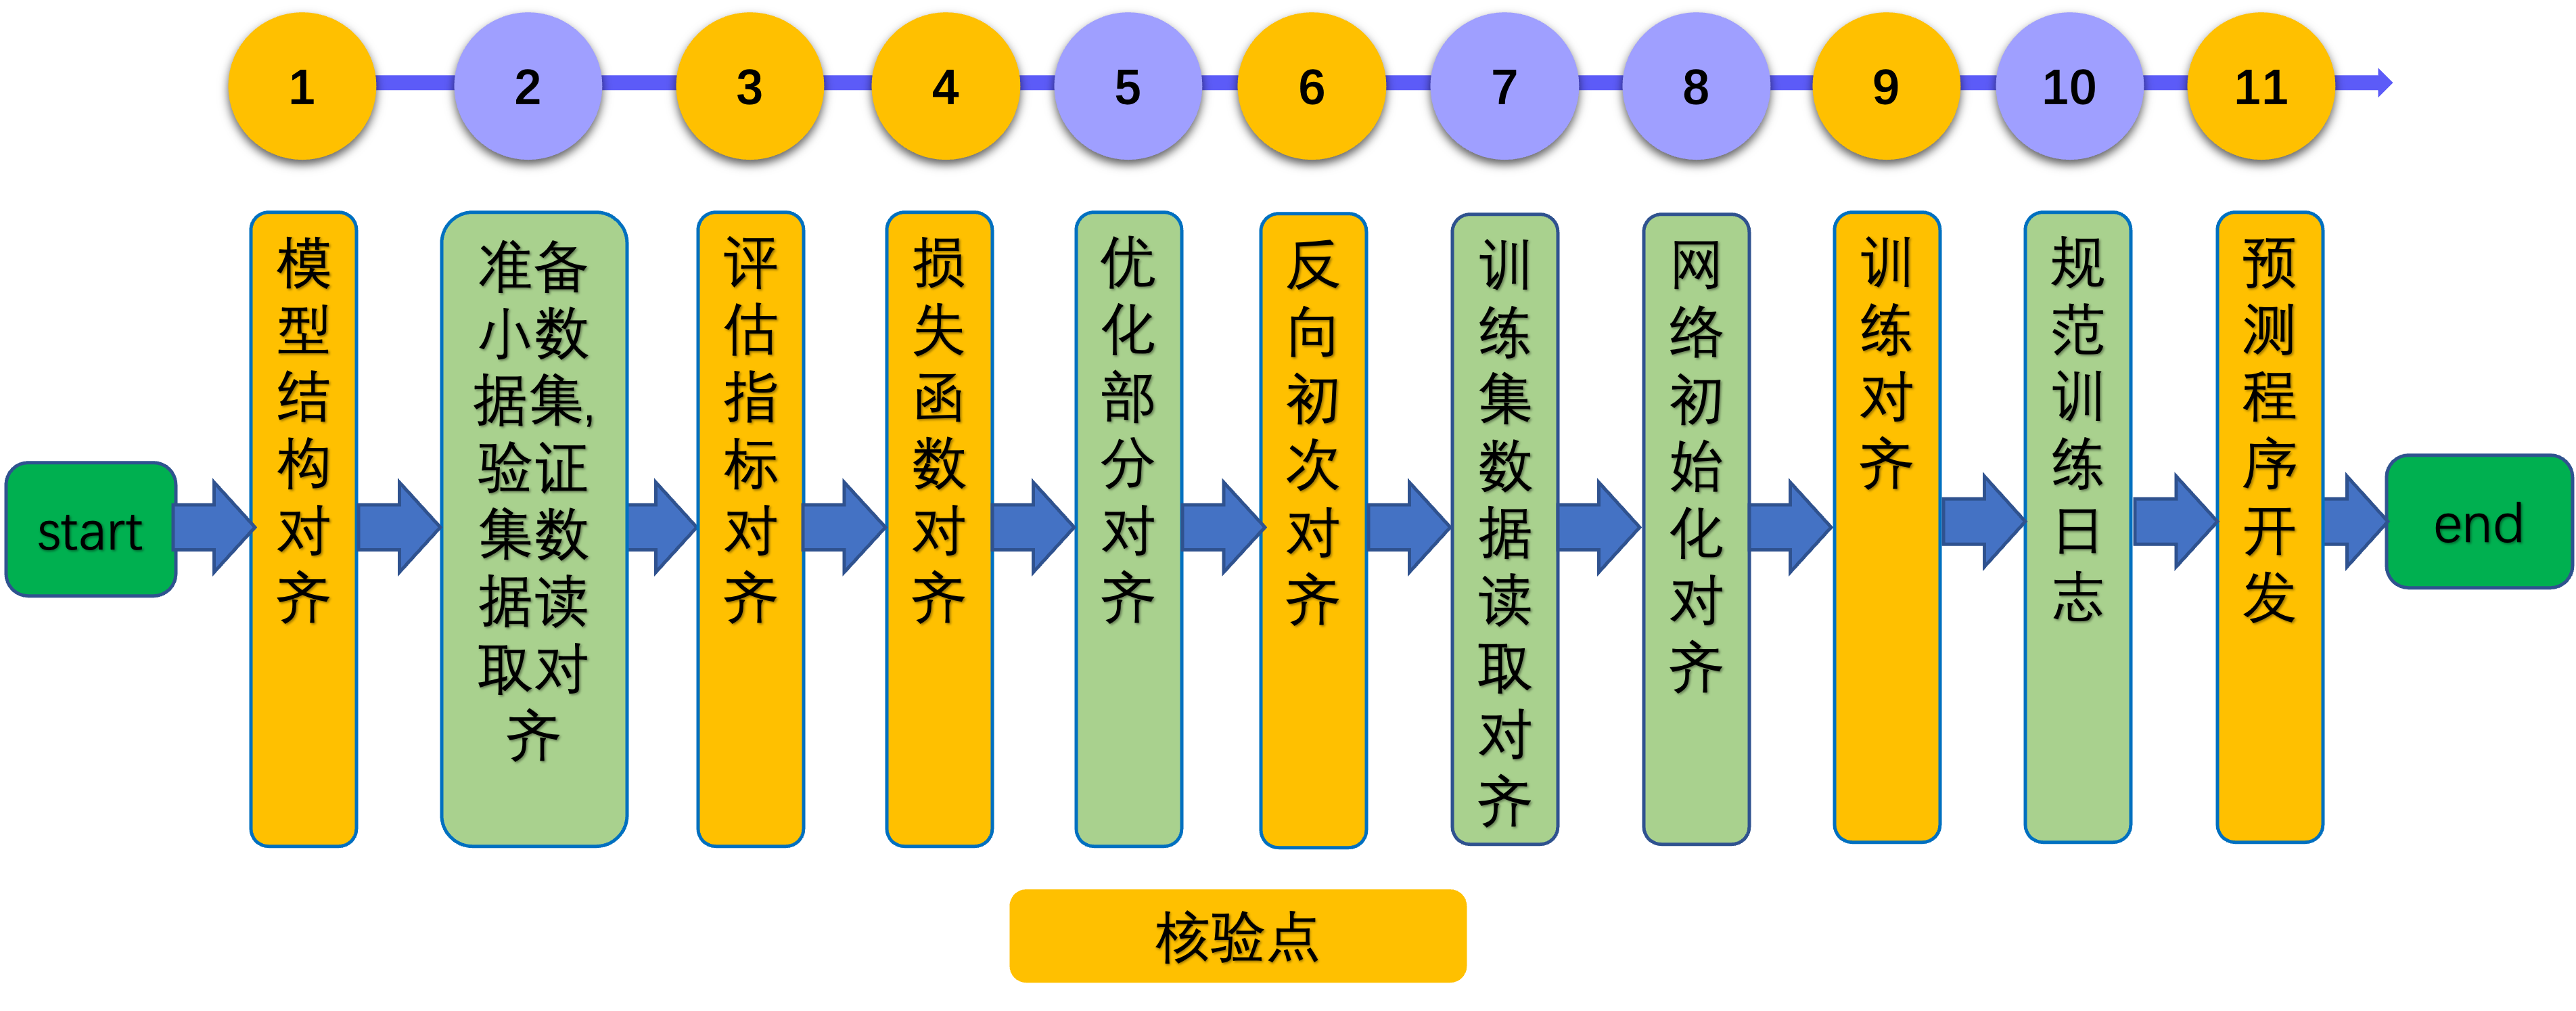 1
2
3
4
5
6
7
8
9
10
11
start
模型结构对齐
准备
小数
据集,
验证
集数
据读
取对
齐
评估指标对齐
损失函数对齐
优化部分对齐
反向初次对齐
训练集数据读取对齐
网络初始化对齐
训练对齐
规范训练日志
预测程序开发
end
核验点